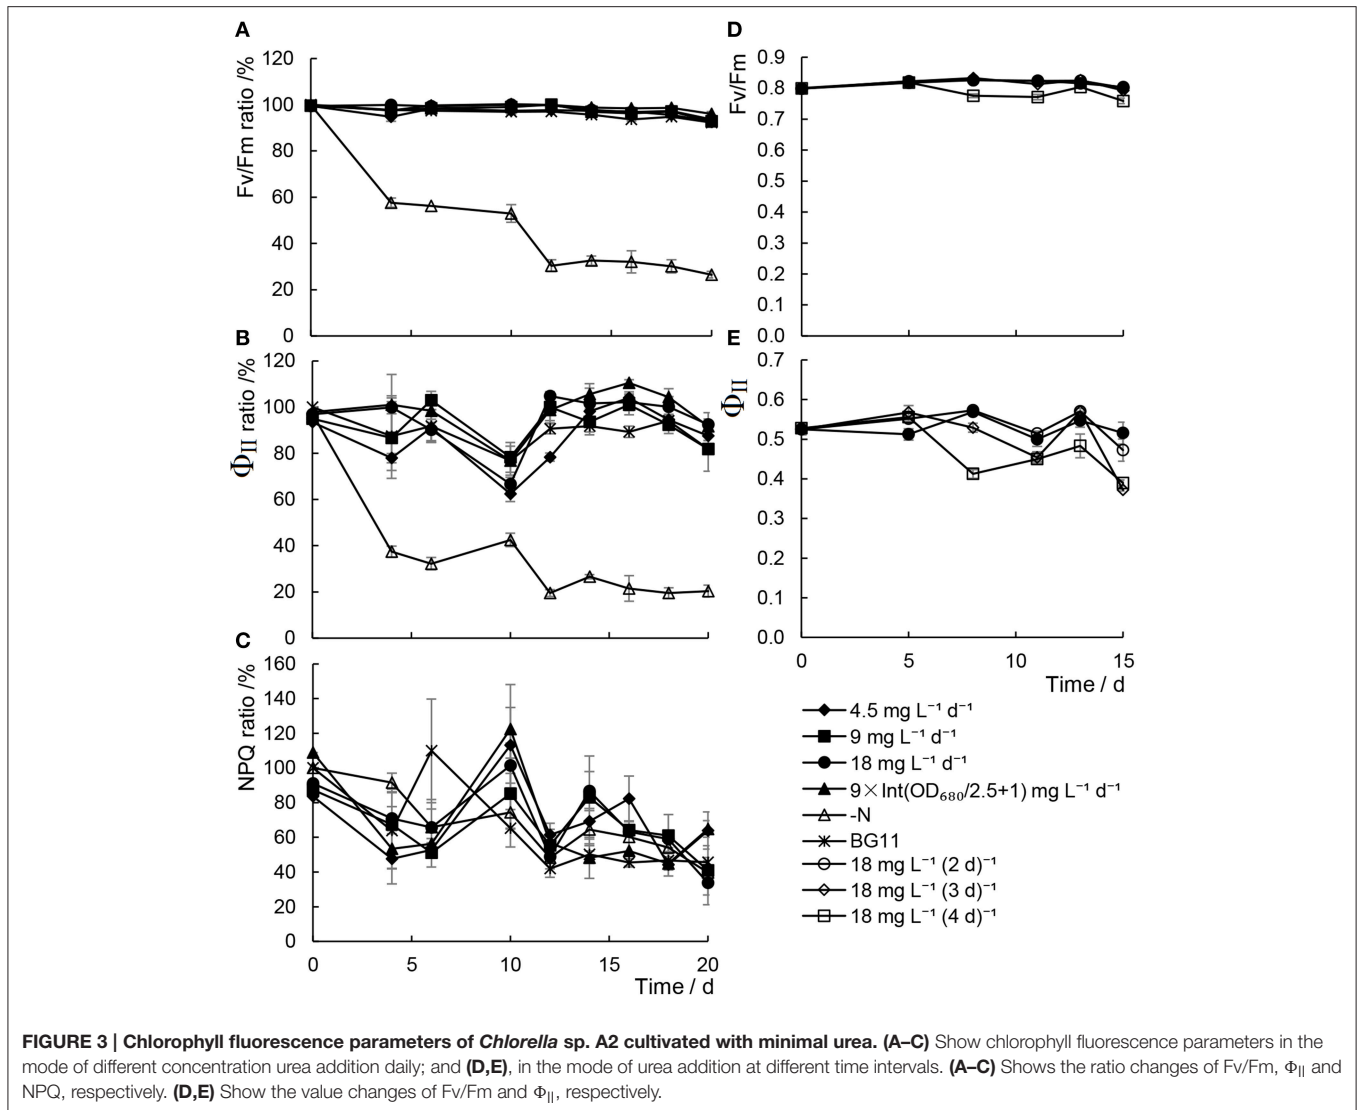 A
120
100
80
60
40
20
0
Fv/Fm ratio /%
B
120
100
80
60
40
20
0
ΦII ratio /%
C
160
140
120
100
80
60
40
20
0
NPQ ratio /%
0 5 10 15 20
Time / d
D
0.9
0.8
0.7
0.6
0.5
0.4
0.3
0.2
0.1
0.0
Fv/Fm
E
0.7
0.6
0.5
0.4
0.3
0.2
0.1
0.0
ΦII
0 5 10 15
Time / d
4.5 mg L⁻¹ d⁻¹
9 mg L⁻¹ d⁻¹
18 mg L⁻¹ d⁻¹
9×Int(OD₆₈₀/2.5+1) mg L⁻¹ d⁻¹
-N
BG11
18 mg L⁻¹ (2 d)⁻¹
18 mg L⁻¹ (3 d)⁻¹
18 mg L⁻¹ (4 d)⁻¹
FIGURE 3 | Chlorophyll fluorescence parameters of Chlorella sp. A2 cultivated with minimal urea. (A–C) Show chlorophyll fluorescence parameters in the
mode of different concentration urea addition daily; and (D,E), in the mode of urea addition at different time intervals. (A–C) Shows the ratio changes of Fv/Fm, ΦII and
NPQ, respectively. (D,E) Show the value changes of Fv/Fm and ΦII, respectively.